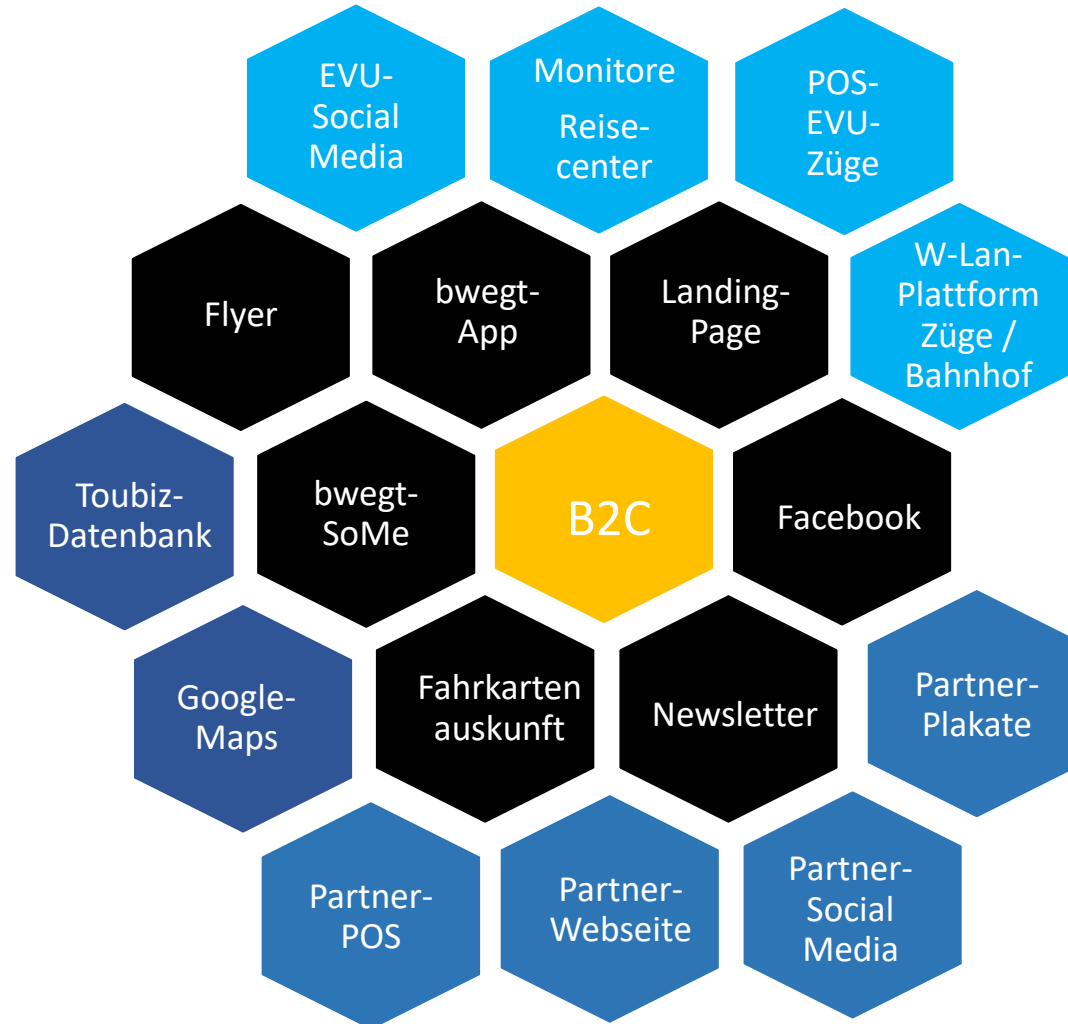 EVU-
Social
Media
Monitore
Reise-
center
POS-
EVU-
Züge
Flyer
bwegt-
App
Landing-
Page
W-Lan-
Plattform
Züge /
Bahnhof
Toubiz-
Datenbank
bwegt-
SoMe
B2C
Facebook
Google-
Maps
Fahrkarten
auskunft
Newsletter
Partner-
Plakate
Partner-
POS
Partner-
Webseite
Partner-
Social
Media